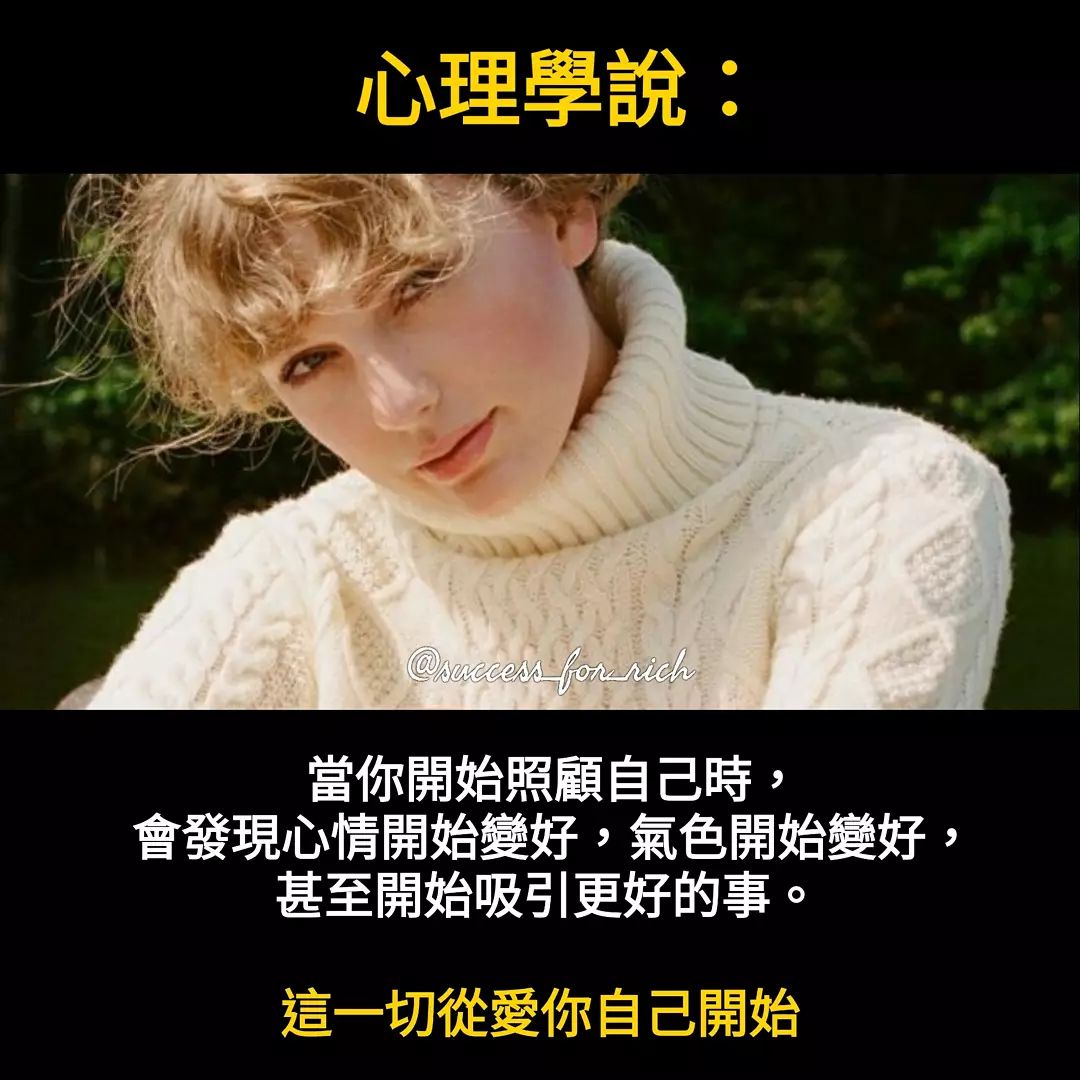 心理學說：
@success_for_rich
當你開始照顧自己時，
會發現心情開始變好，氣色開始變好，
甚至開始吸引更好的事。
這一切從愛你自己開始